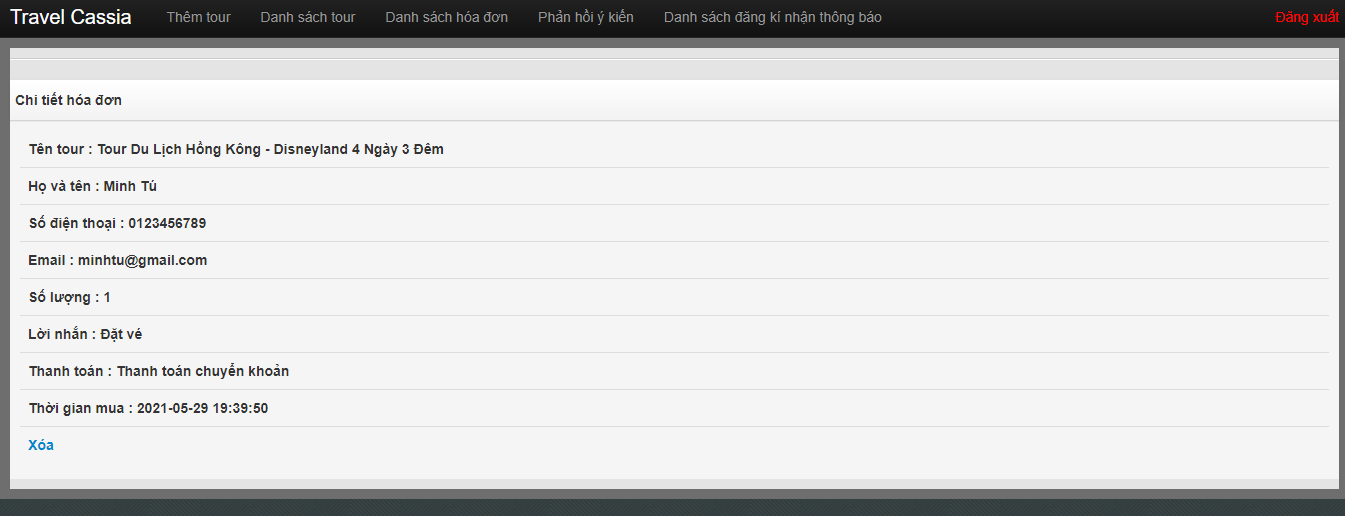 Travel Cassia Thêm tour Danh sách tour Danh sách hóa đơn Phản hồi ý kiến Danh sách đăng kí nhận thông báo Đăng xuất
Chi tiết hóa đơn
Tên tour : Tour Du Lịch Hồng Kông - Disneyland 4 Ngày 3 Đêm
Họ và tên : Minh Tú
Số điện thoại : 0123456789
Email : minhtu@gmail.com
Số lượng : 1
Lời nhắn : Đặt vé
Thanh toán : Thanh toán chuyển khoản
Thời gian mua : 2021-05-29 19:39:50
Xóa